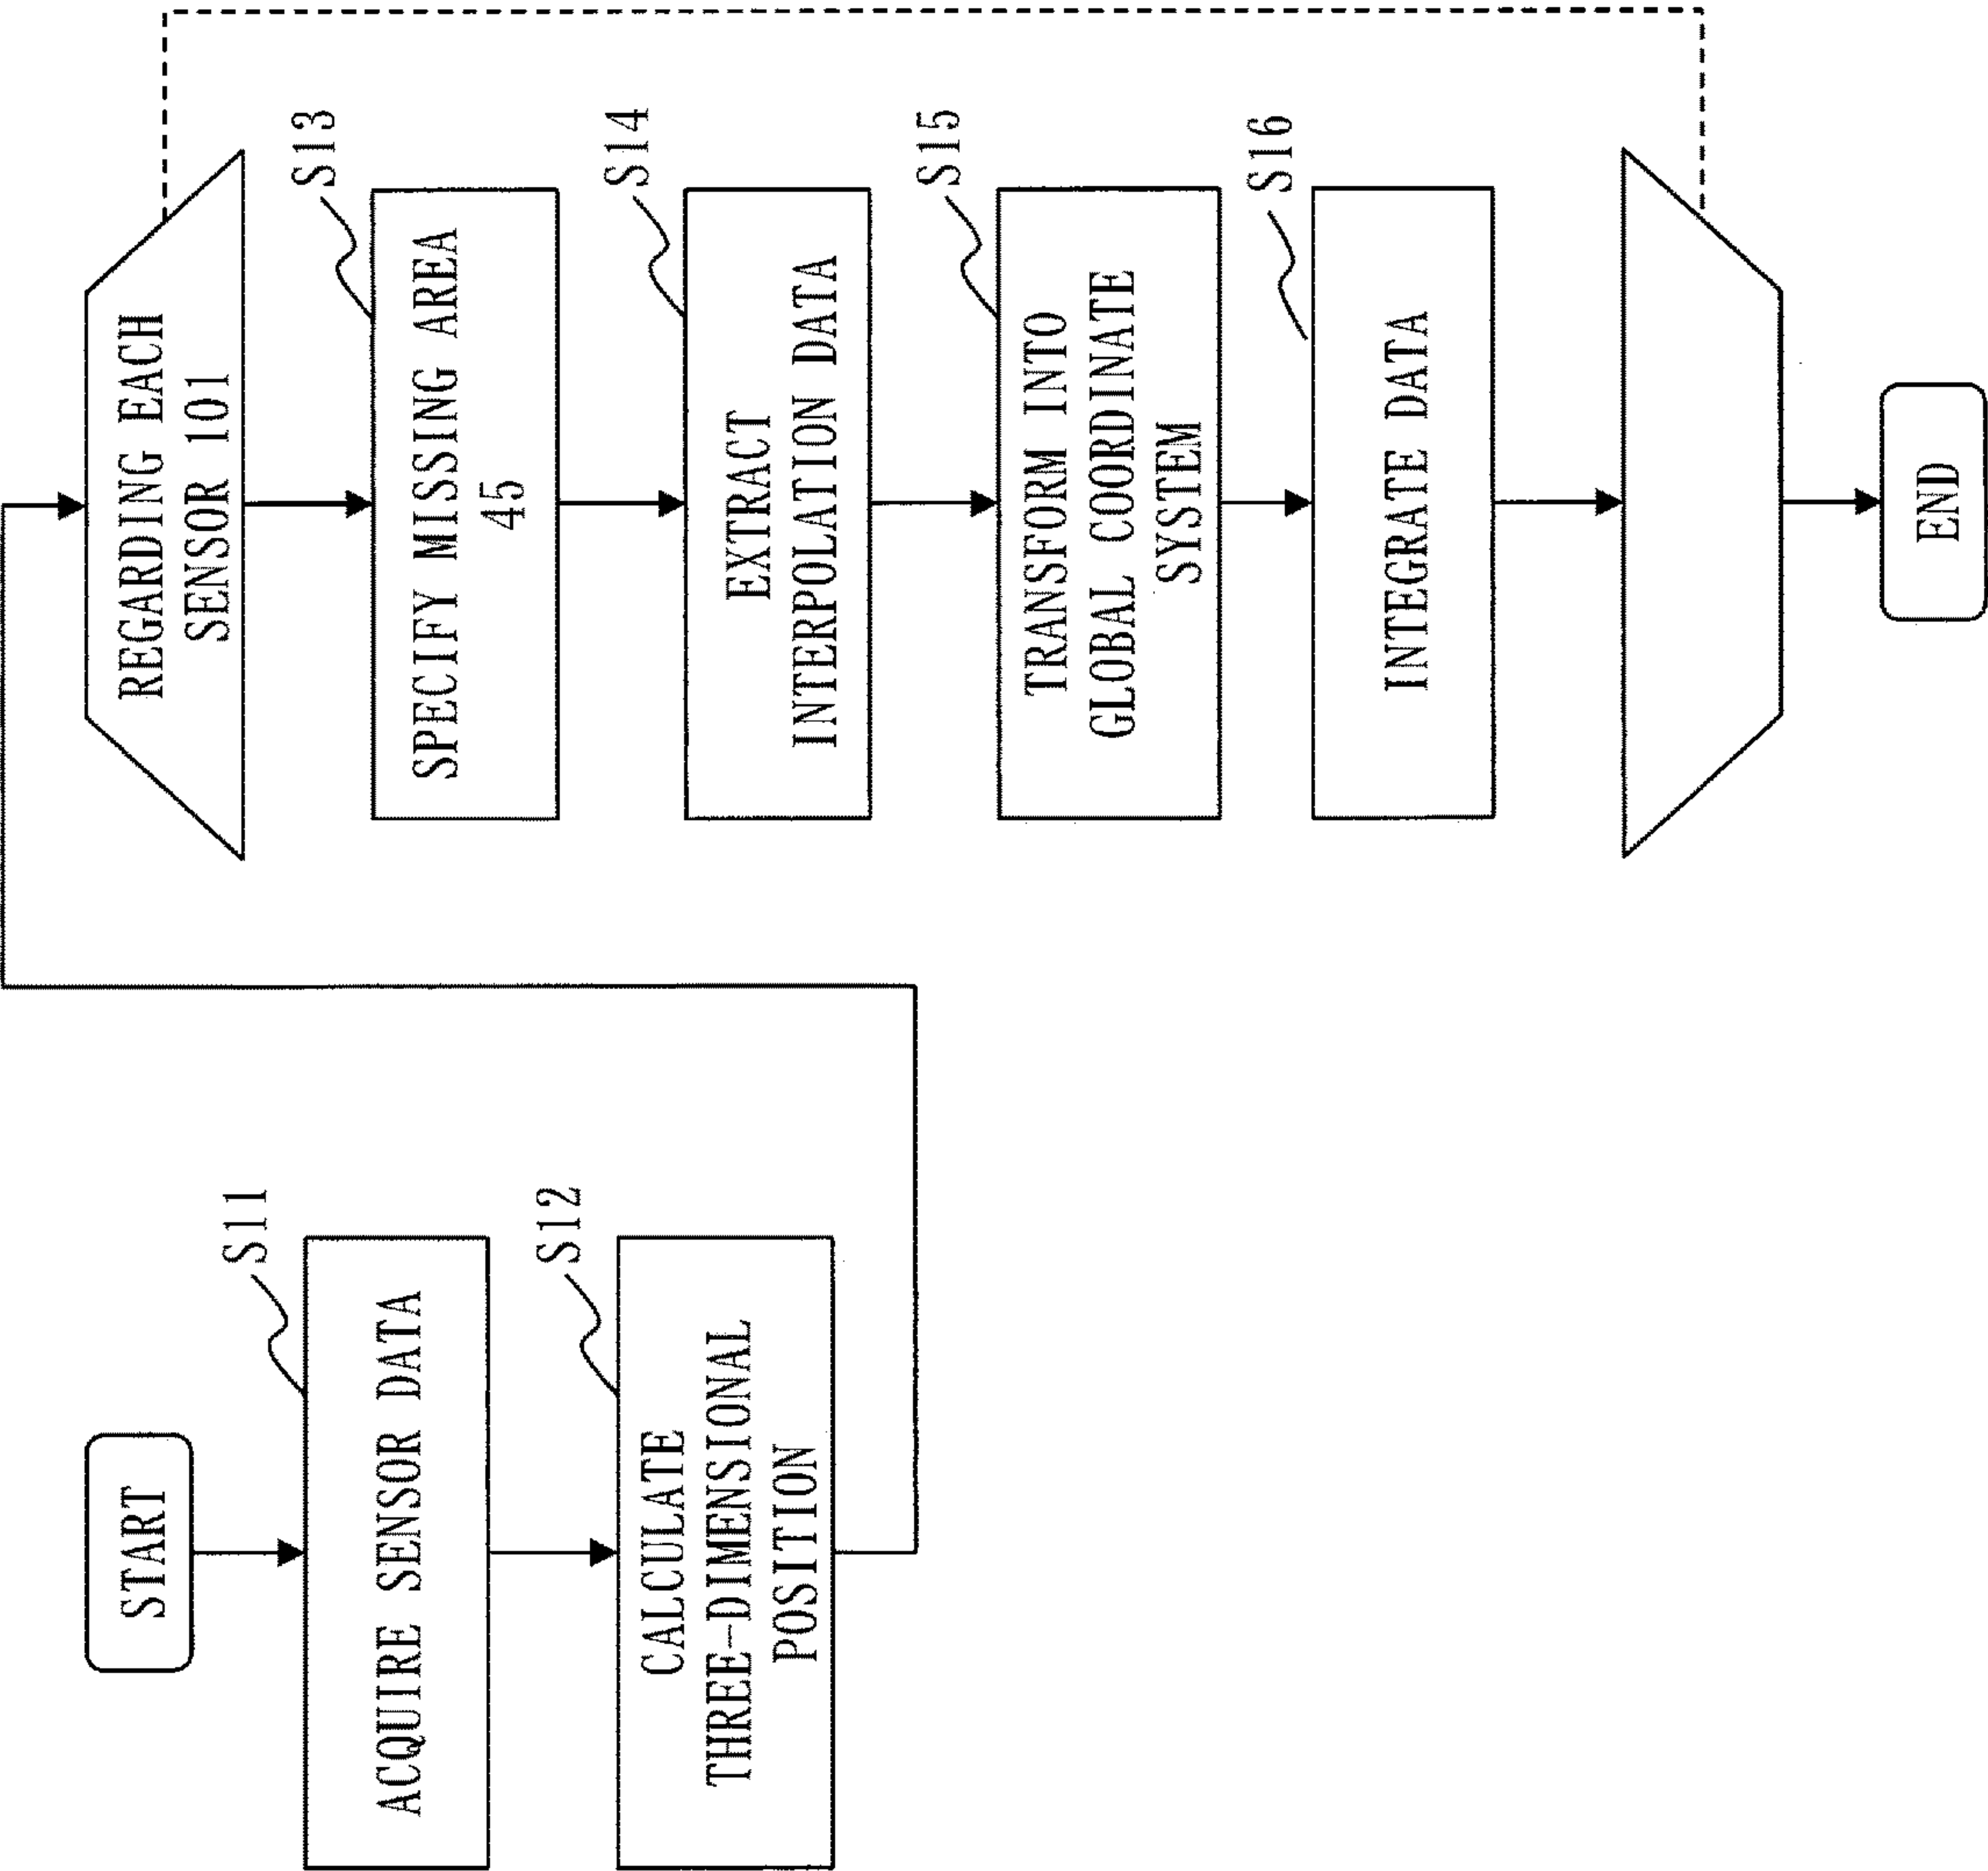 START
S11
ACQUIRE SENSOR DATA
S12
CALCULATE
THREE-DIMENSIONAL
POSITION
REGARDING EACH
SENSOR 101
S13
SPECIFY MISSING AREA
45
S14
EXTRACT
INTERPOLATION DATA
S15
TRANSFORM INTO
GLOBAL COORDINATE
SYSTEM
S16
INTEGRATE DATA
END